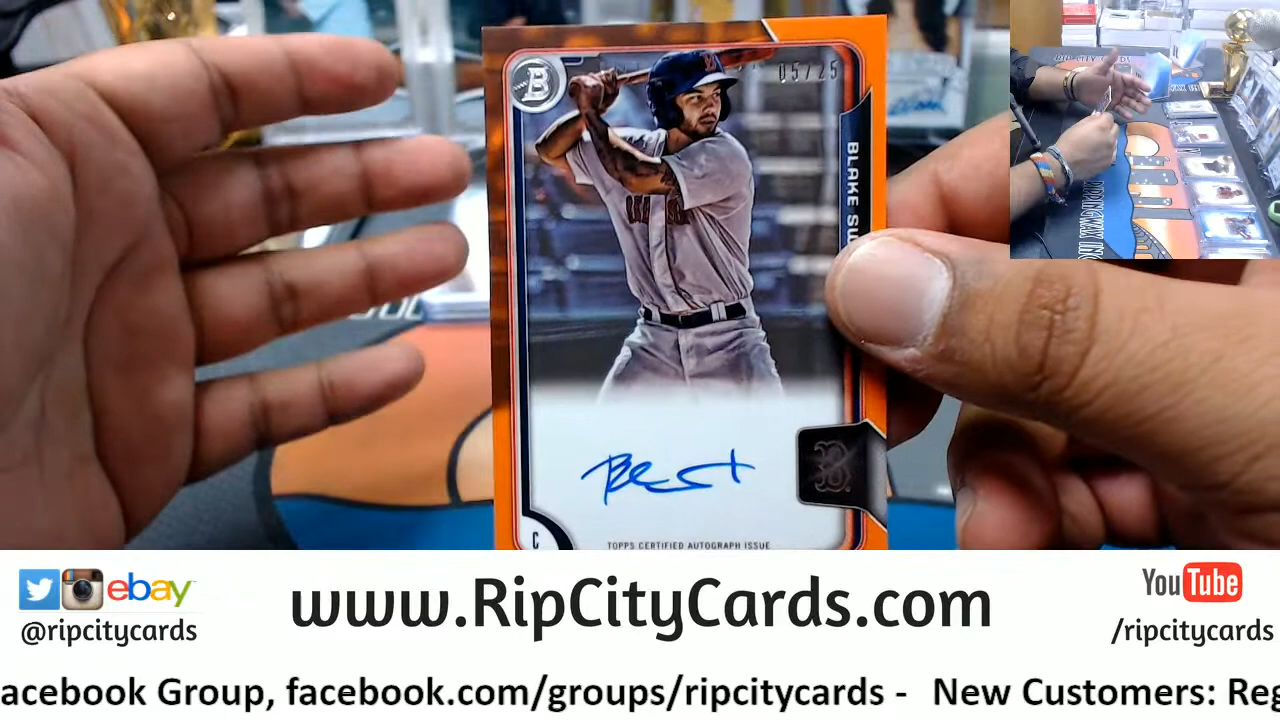 B
05/25
BLAKE SU
B
C
TOPPS CERTIFIED AUTOGRAPH ISSUE
ebay
@ripcitycards
www.RipCityCards.com
YouTube
/ripcitycards
acebook Group, facebook.com/groups/ripcitycards - New Customers: Reg